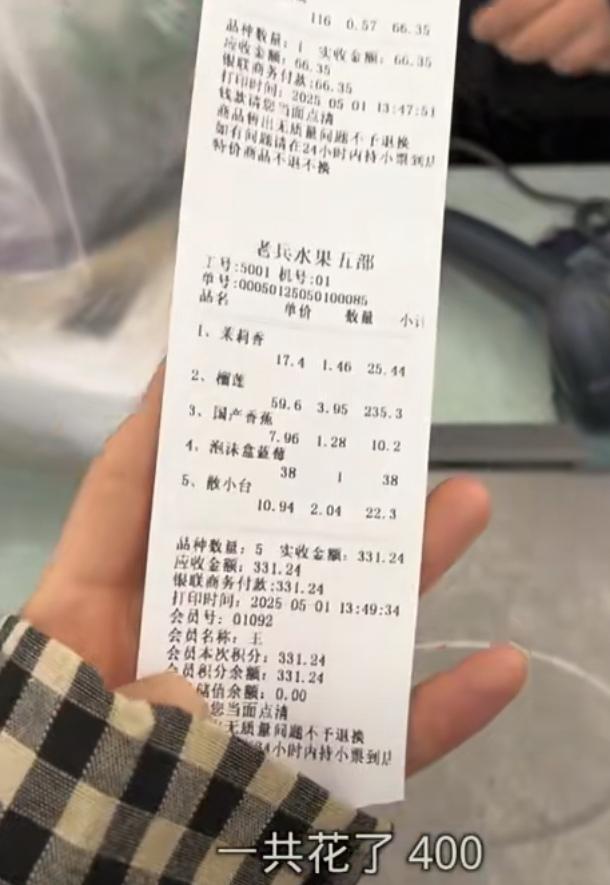 116 0.57 66.35
品种数量: 1 实收金额: 66.35
应收金额: 66.35
银联商务付款:66.35
打印时间: 2025 05 01 13:47:51
钱款请您当面点清
商品售出无质量问题不予退换
如有问题请在24小时内持小票到店
特价商品不退不换
老兵水果五部
工号:5001 机号:01
单号:00050125050100085
品名 单价 数量 小计
1、茉莉香
17.4 1.46 25.44
2、榴莲
59.6 3.95 235.3
3、国产香蕉
7.96 1.28 10.2
4、泡沫盒蓝莓
38 1 38
5、散小台
10.94 2.04 22.3
品种数量: 5 实收金额: 331.24
应收金额: 331.24
银联商务付款:331.24
打印时间: 2025-05-01 13:49:34
会员号: 01092
会员名称: 王
会员本次积分: 331.24
会员积分余额: 331.24
储值余额: 0.00
您当面点清
出无质量问题不予退换
24小时内持小票到店
一共花了 400